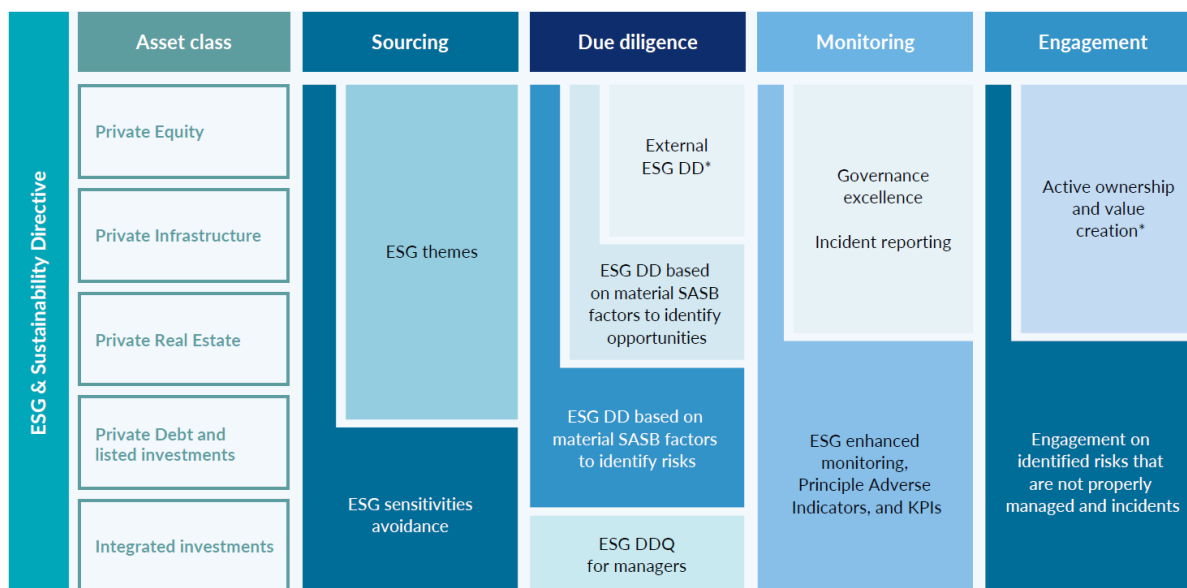 ESG & Sustainability Directive
Asset class
Sourcing
Due diligence
Monitoring
Engagement
Private Equity
Private Infrastructure
Private Real Estate
Private Debt and
listed investments
Integrated investments
ESG themes
ESG sensitivities
avoidance
External
ESG DD*
ESG DD based
on material SASB
factors to identify
opportunities
ESG DD based on
material SASB factors
to identify risks
ESG DDQ
for managers
Governance
excellence
Incident reporting
ESG enhanced
monitoring,
Principle Adverse
Indicators, and KPIs
Active ownership
and value
creation*
Engagement on
identified risks that
are not properly
managed and incidents